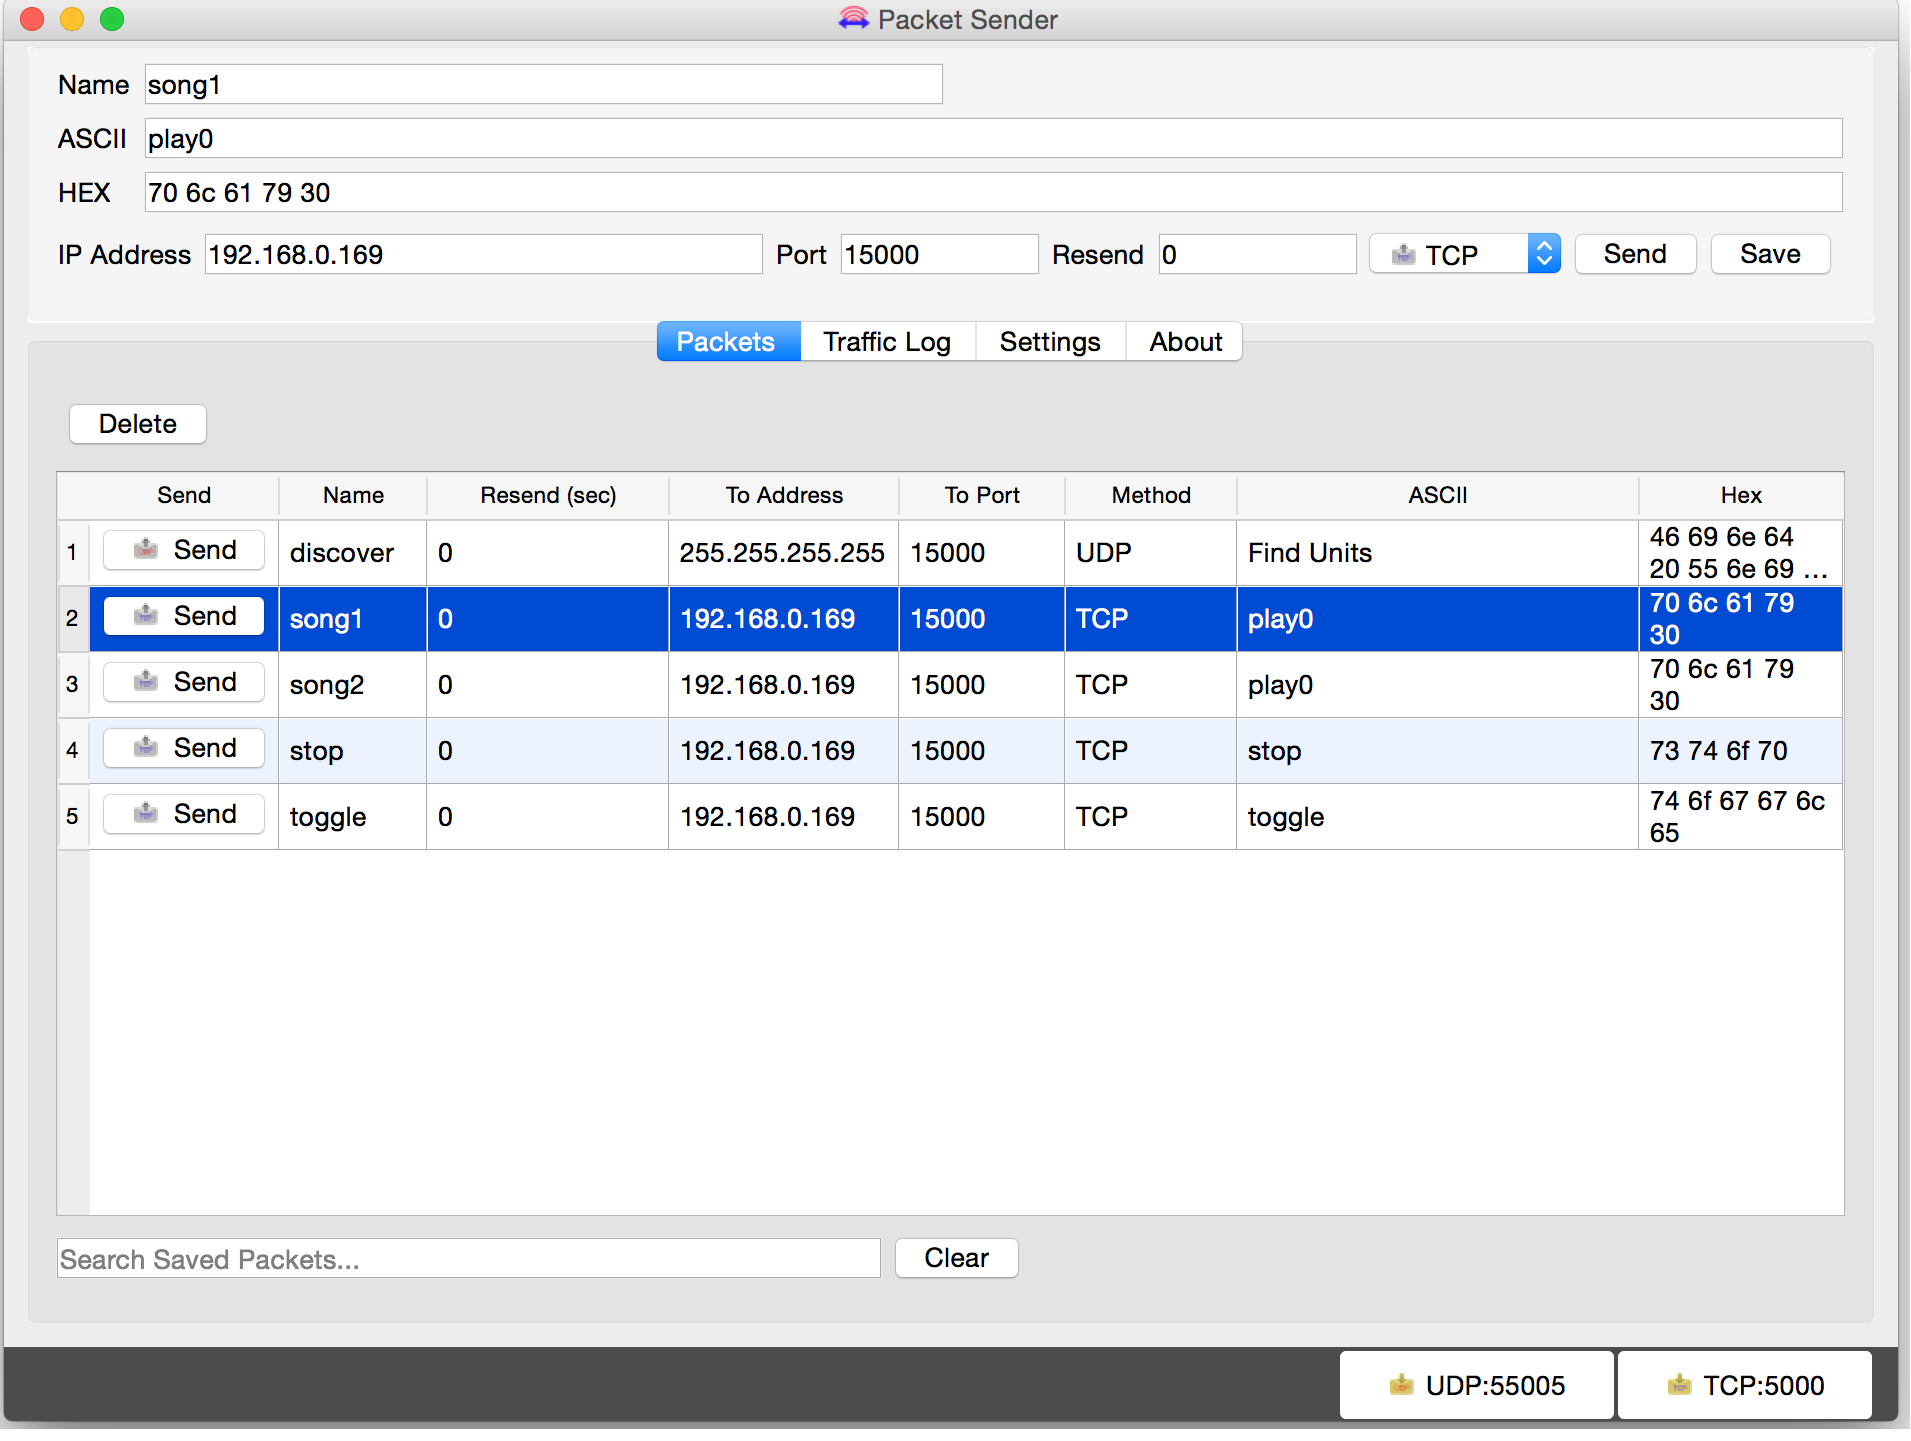 Packet Sender
Name song1
ASCII play0
HEX 70 6c 61 79 30
IP Address 192.168.0.169 Port 15000 Resend 0 TCP Send Save
Packets Traffic Log Settings About
Delete
Send Name Resend (sec) To Address To Port Method ASCII Hex
1 Send discover 0 255.255.255.255 15000 UDP Find Units 46 69 6e 64
20 55 6e 69 ...
2 Send song1 0 192.168.0.169 15000 TCP play0 70 6c 61 79
30
3 Send song2 0 192.168.0.169 15000 TCP play0 70 6c 61 79
30
4 Send stop 0 192.168.0.169 15000 TCP stop 73 74 6f 70
5 Send toggle 0 192.168.0.169 15000 TCP toggle 74 6f 67 67 6c
65
Search Saved Packets... Clear
UDP:55005 TCP:5000